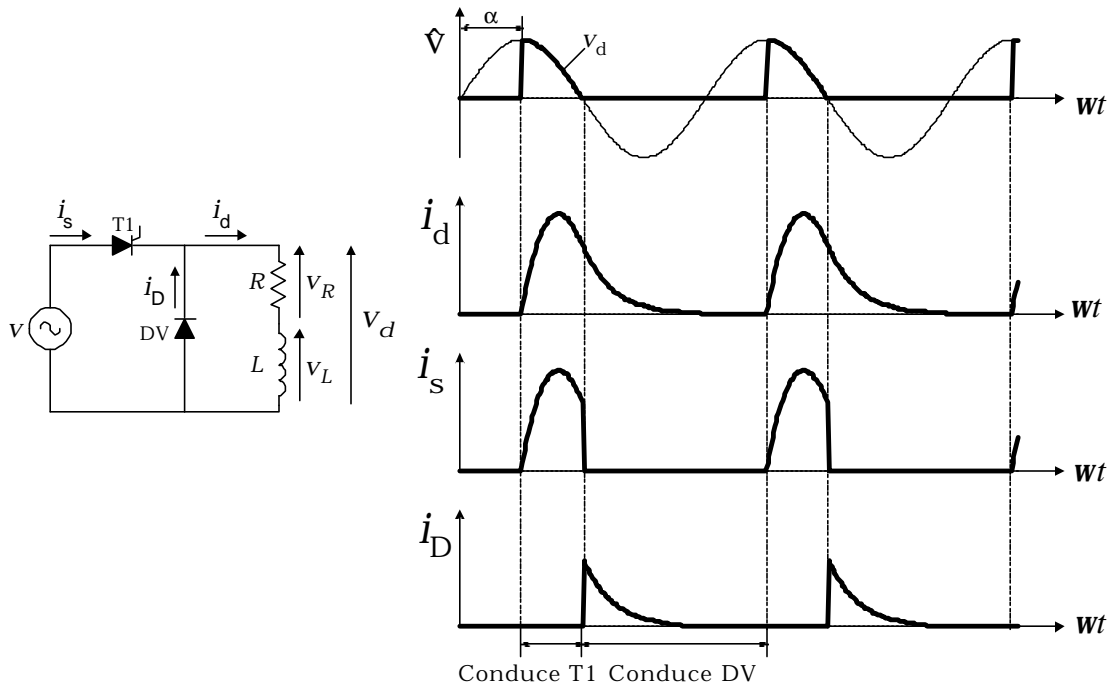 α
v̂
v_d
wt
i_d
wt
i_s
T1
i_d
i_D
R
v_R
v
DV
L
v_L
v_d
i_s
wt
i_D
wt
Conduce T1 Conduce DV